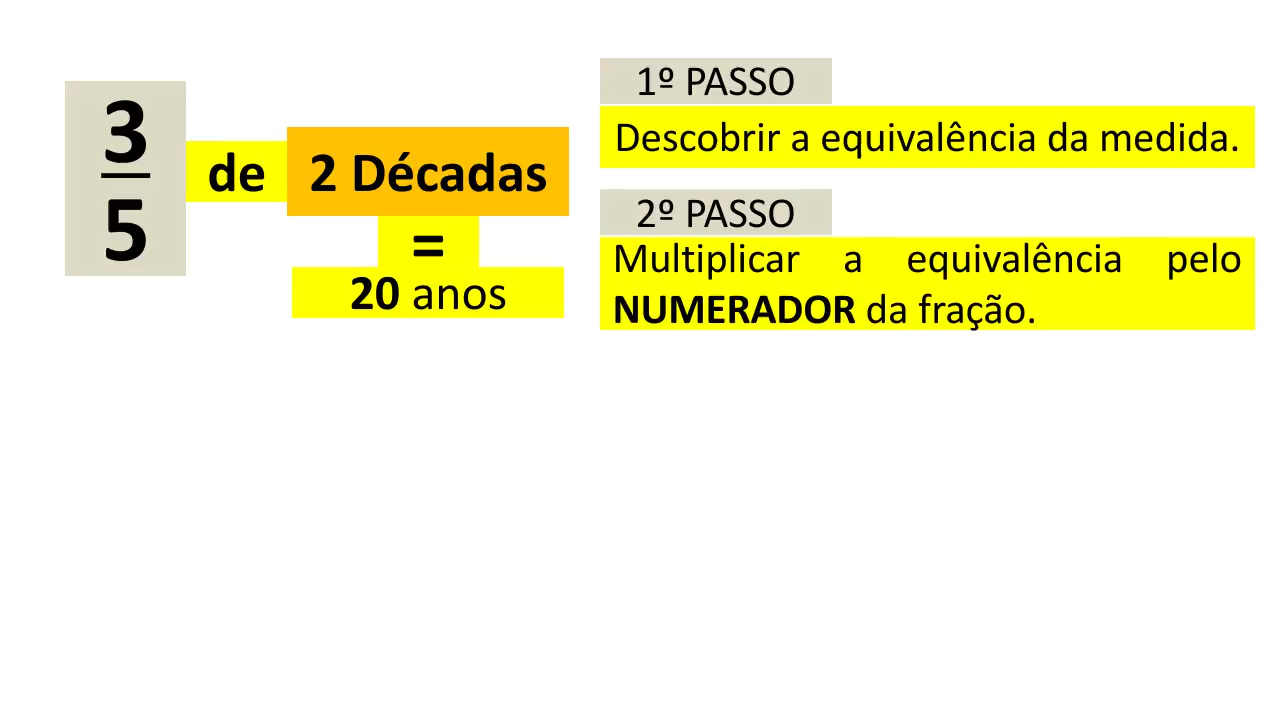 3
5
de
2 Décadas
=
20 anos
1º PASSO
Descobrir a equivalência da medida.
2º PASSO
Multiplicar a equivalência pelo
NUMERADOR da fração.